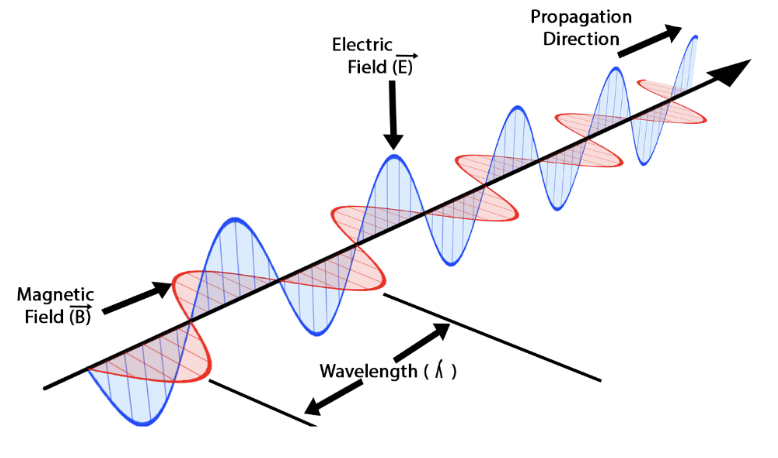 Propagation
Direction
Electric
Field (E⃗)
Magnetic
Field (B⃗)
Wavelength ( λ )